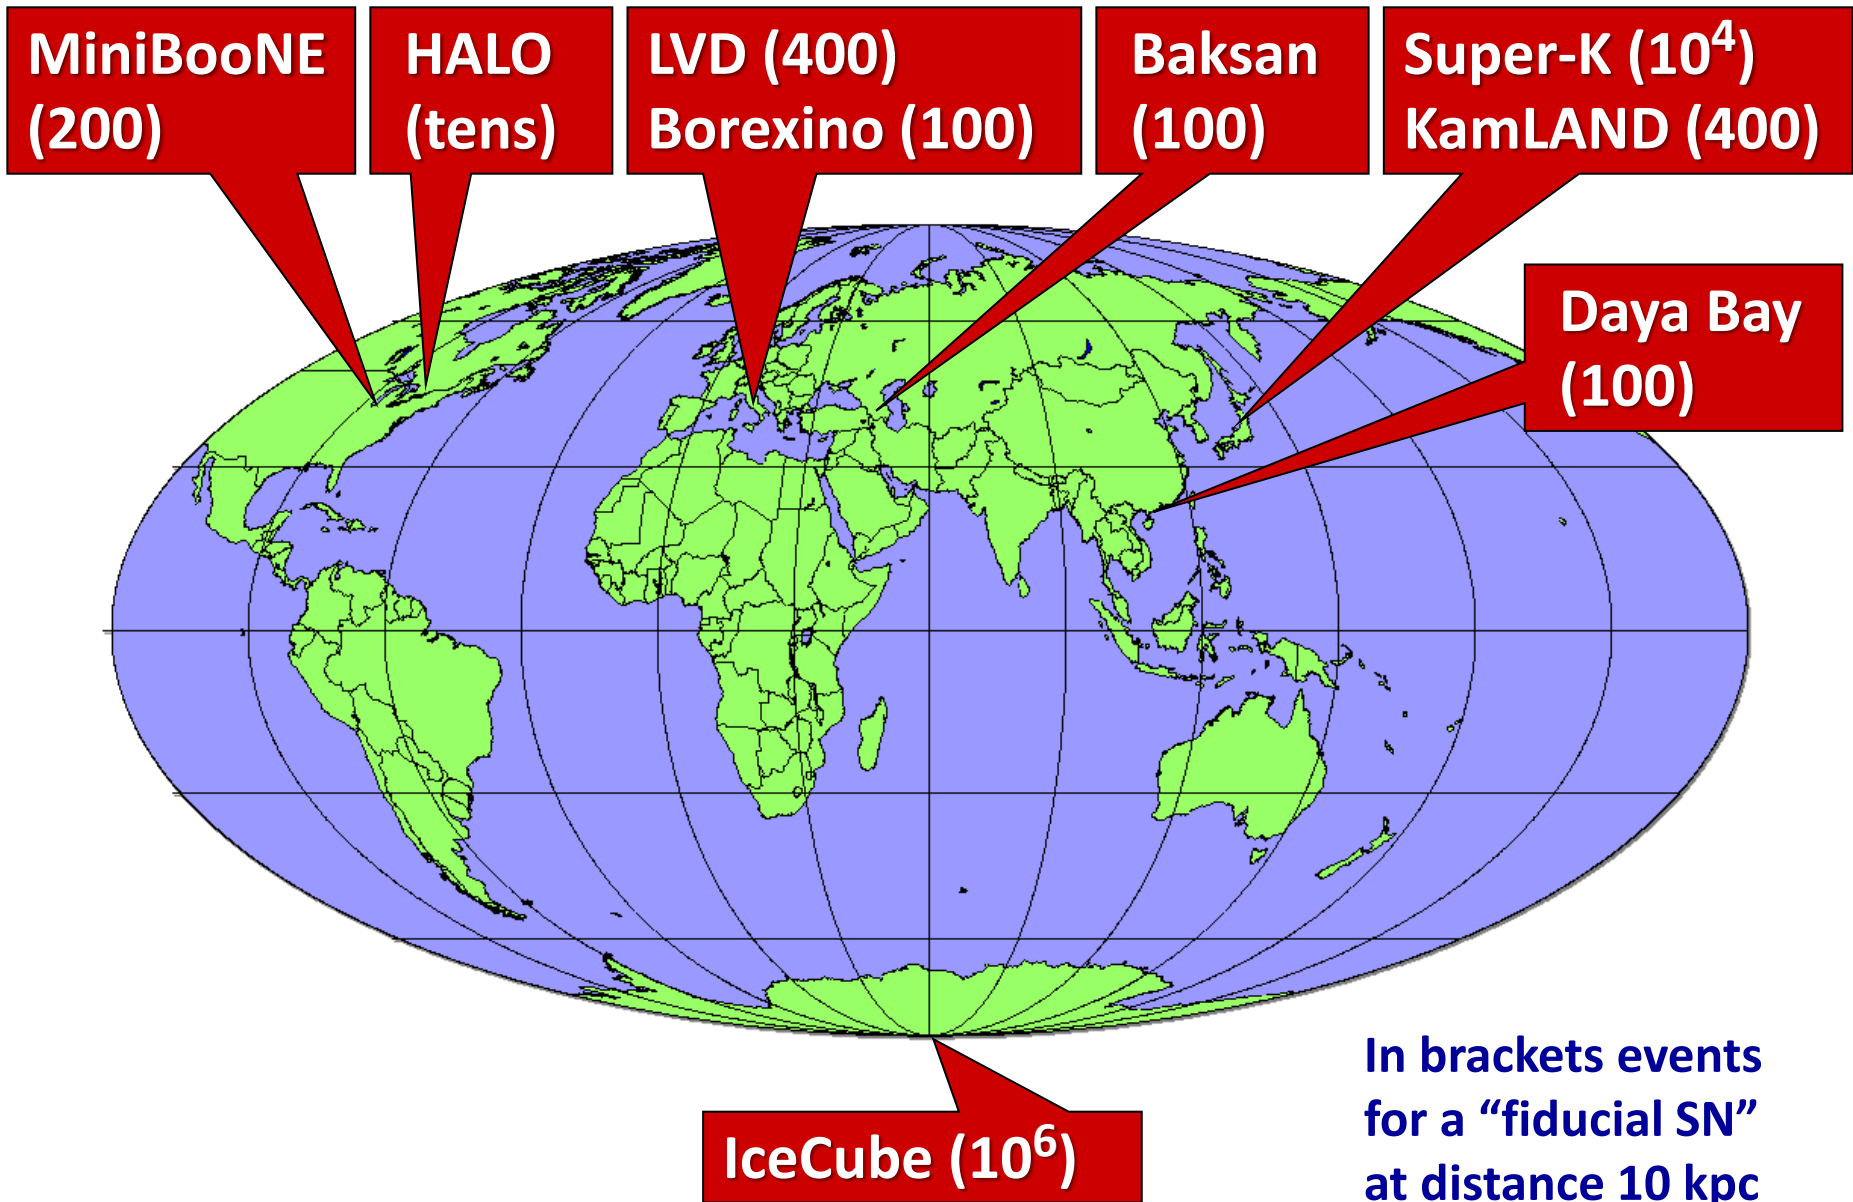 MiniBooNE
(200)
HALO
(tens)
LVD (400)
Borexino (100)
Baksan
(100)
Super-K (10⁴)
KamLAND (400)
Daya Bay
(100)
IceCube (10⁶)
In brackets events
for a “fiducial SN”
at distance 10 kpc